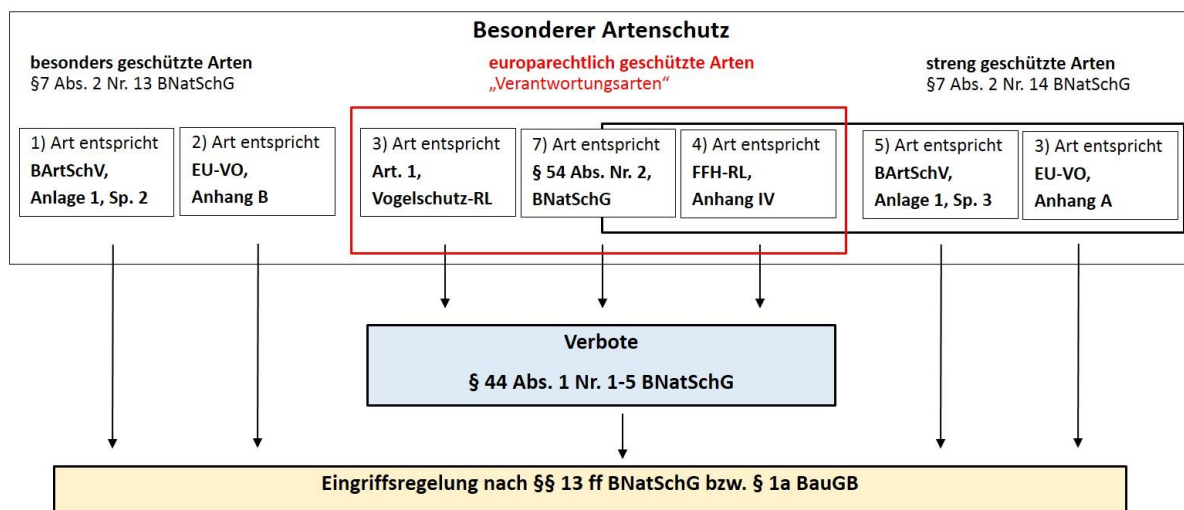 Besonderer Artenschutz
besonders geschützte Arten
§7 Abs. 2 Nr. 13 BNatSchG
europarechtlich geschützte Arten
„Verantwortungsarten“
streng geschützte Arten
§7 Abs. 2 Nr. 14 BNatSchG
1) Art entspricht
BArtSchV,
Anlage 1, Sp. 2
2) Art entspricht
EU-VO,
Anhang B
3) Art entspricht
Art. 1,
Vogelschutz-RL
7) Art entspricht
§ 54 Abs. Nr. 2,
BNatSchG
4) Art entspricht
FFH-RL,
Anhang IV
5) Art entspricht
BArtSchV,
Anlage 1, Sp. 3
3) Art entspricht
EU-VO,
Anhang A
Verbote
§ 44 Abs. 1 Nr. 1-5 BNatSchG
Eingriffsregelung nach §§ 13 ff BNatSchG bzw. § 1a BauGB